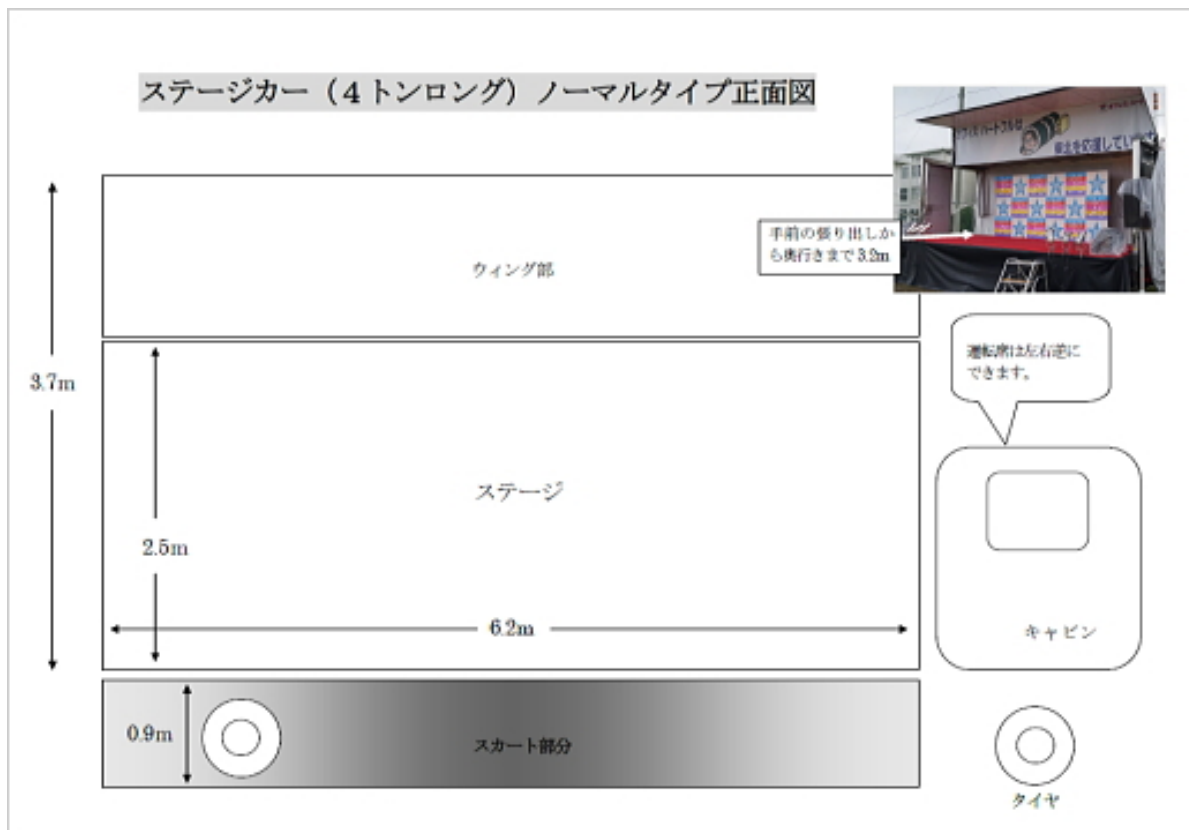 ステージカー（４トンロング）ノーマルタイプ正面図
手前の張り出しか
ら奥行きまで3.2m
ウィング部
運転席は左右逆に
できます。
3.7m
ステージ
2.5m
6.2m
キャビン
0.9m
スカート部分
タイヤ